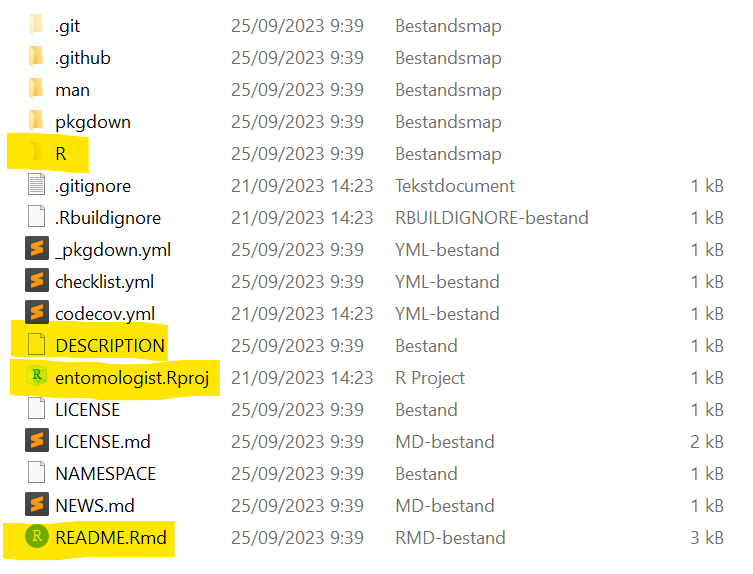 .git 25/09/2023 9:39 Bestandsmap
.github 25/09/2023 9:39 Bestandsmap
man 25/09/2023 9:39 Bestandsmap
pkgdown 25/09/2023 9:39 Bestandsmap
R 25/09/2023 9:39 Bestandsmap
.gitignore 21/09/2023 14:23 Tekstdocument 1 kB
.Rbuildignore 21/09/2023 14:23 RBUILDIGNORE-bestand 1 kB
_pkgdown.yml 25/09/2023 9:39 YML-bestand 1 kB
checklist.yml 25/09/2023 9:39 YML-bestand 1 kB
codecov.yml 21/09/2023 14:23 YML-bestand 1 kB
DESCRIPTION 25/09/2023 9:39 Bestand 1 kB
R entomologist.Rproj 21/09/2023 14:23 R Project 1 kB
LICENSE 25/09/2023 9:39 Bestand 1 kB
LICENSE.md 25/09/2023 9:39 MD-bestand 2 kB
NAMESPACE 25/09/2023 9:39 Bestand 1 kB
NEWS.md 25/09/2023 9:39 MD-bestand 1 kB
R README.Rmd 25/09/2023 9:39 RMD-bestand 3 kB